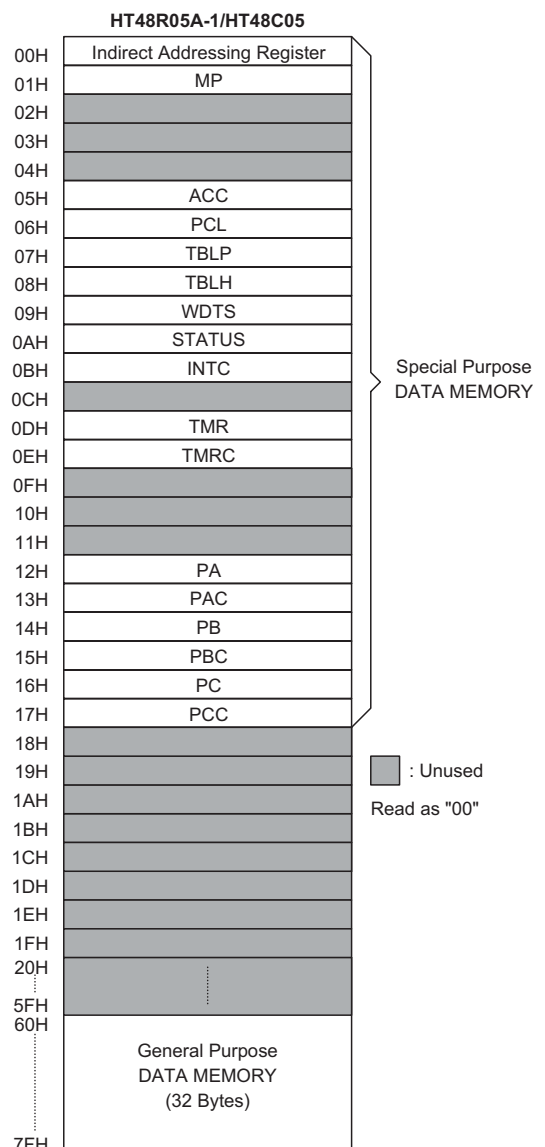 HT48R05A-1/HT48C05
00H Indirect Addressing Register
01H MP
02H
03H
04H
05H ACC
06H PCL
07H TBLP
08H TBLH
09H WDTS
0AH STATUS
0BH INTC
0CH
0DH TMR
0EH TMRC
0FH
10H
11H
12H PA
13H PAC
14H PB
15H PBC
16H PC
17H PCC
18H
19H
1AH
1BH
1CH
1DH
1EH
1FH
20H
5FH
60H
General Purpose
DATA MEMORY
(32 Bytes)
7FH
Special Purpose
DATA MEMORY
: Unused
Read as "00"